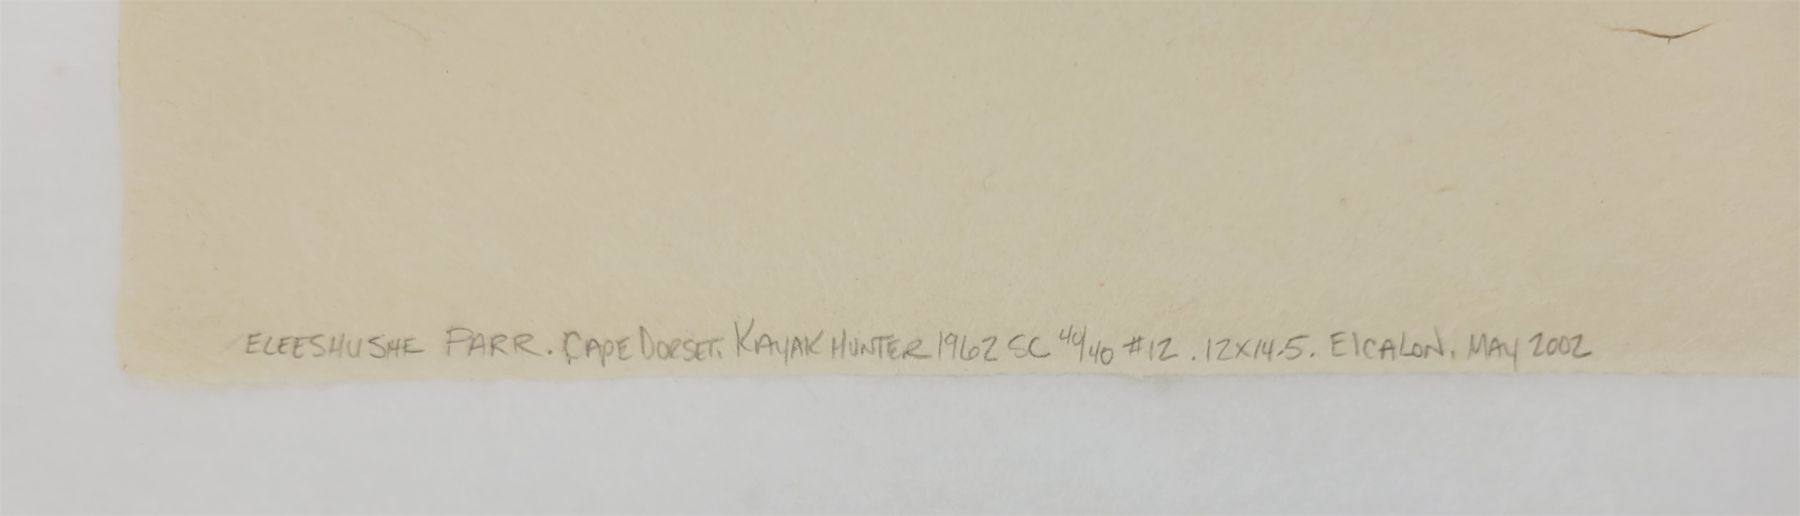 ELEESHUSHE PARR. CAPE DORSET. KAYAK HUNTER 1962 SC 40/40 #12. 12X14.5. EICALON. MAY 2002